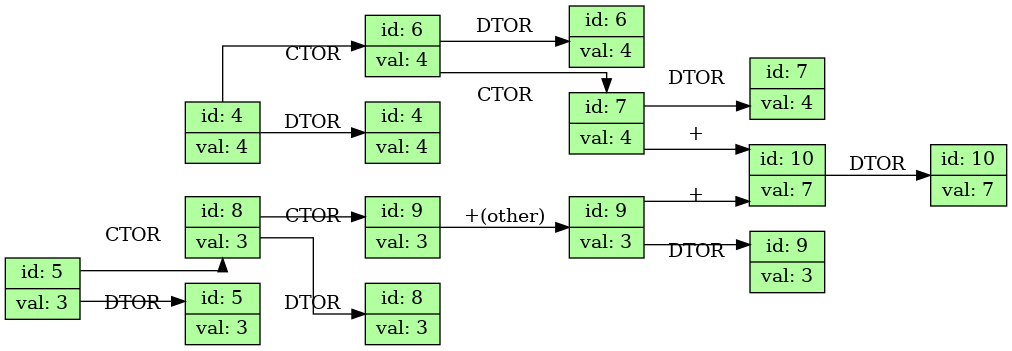 id: 6
val: 4
DTOR
id: 6
val: 4
CTOR
CTOR
id: 7
val: 4
DTOR
id: 7
val: 4
id: 4
val: 4
DTOR
id: 4
val: 4
+
id: 10
val: 7
DTOR
id: 10
val: 7
id: 8
val: 3
CTOR
id: 9
val: 3
+(other)
id: 9
val: 3
+
CTOR
DTOR
id: 9
val: 3
id: 5
val: 3
DTOR
id: 5
val: 3
DTOR
id: 8
val: 3